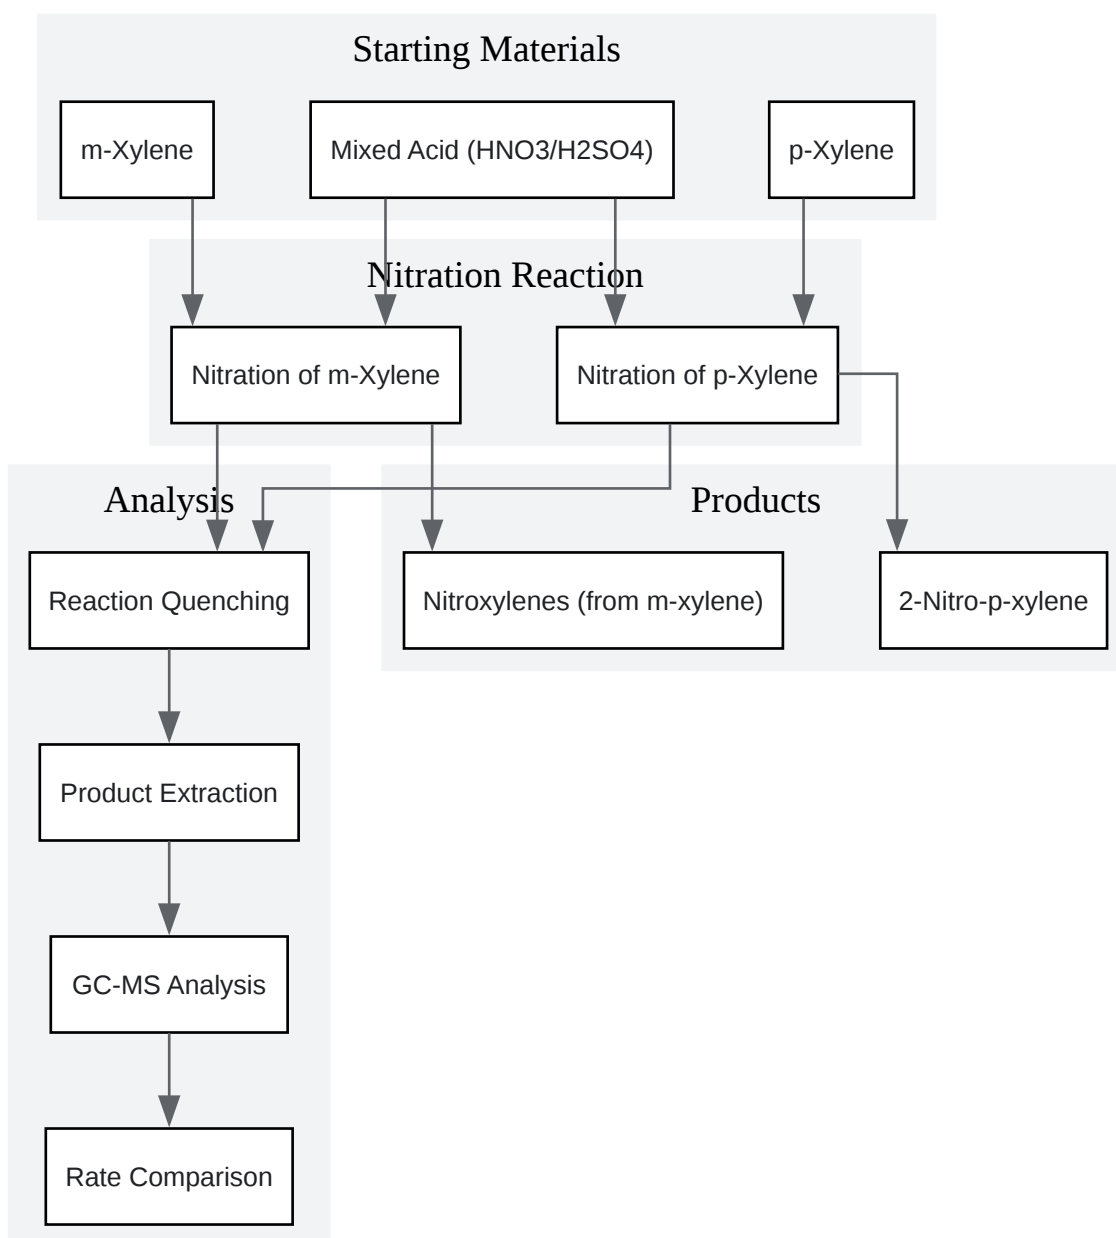 Starting Materials
m-Xylene
Mixed Acid (HNO3/H2SO4)
p-Xylene
Nitration Reaction
Nitration of m-Xylene
Nitration of p-Xylene
Analysis
Products
Reaction Quenching
Nitroxylenes (from m-xylene)
2-Nitro-p-xylene
Product Extraction
GC-MS Analysis
Rate Comparison